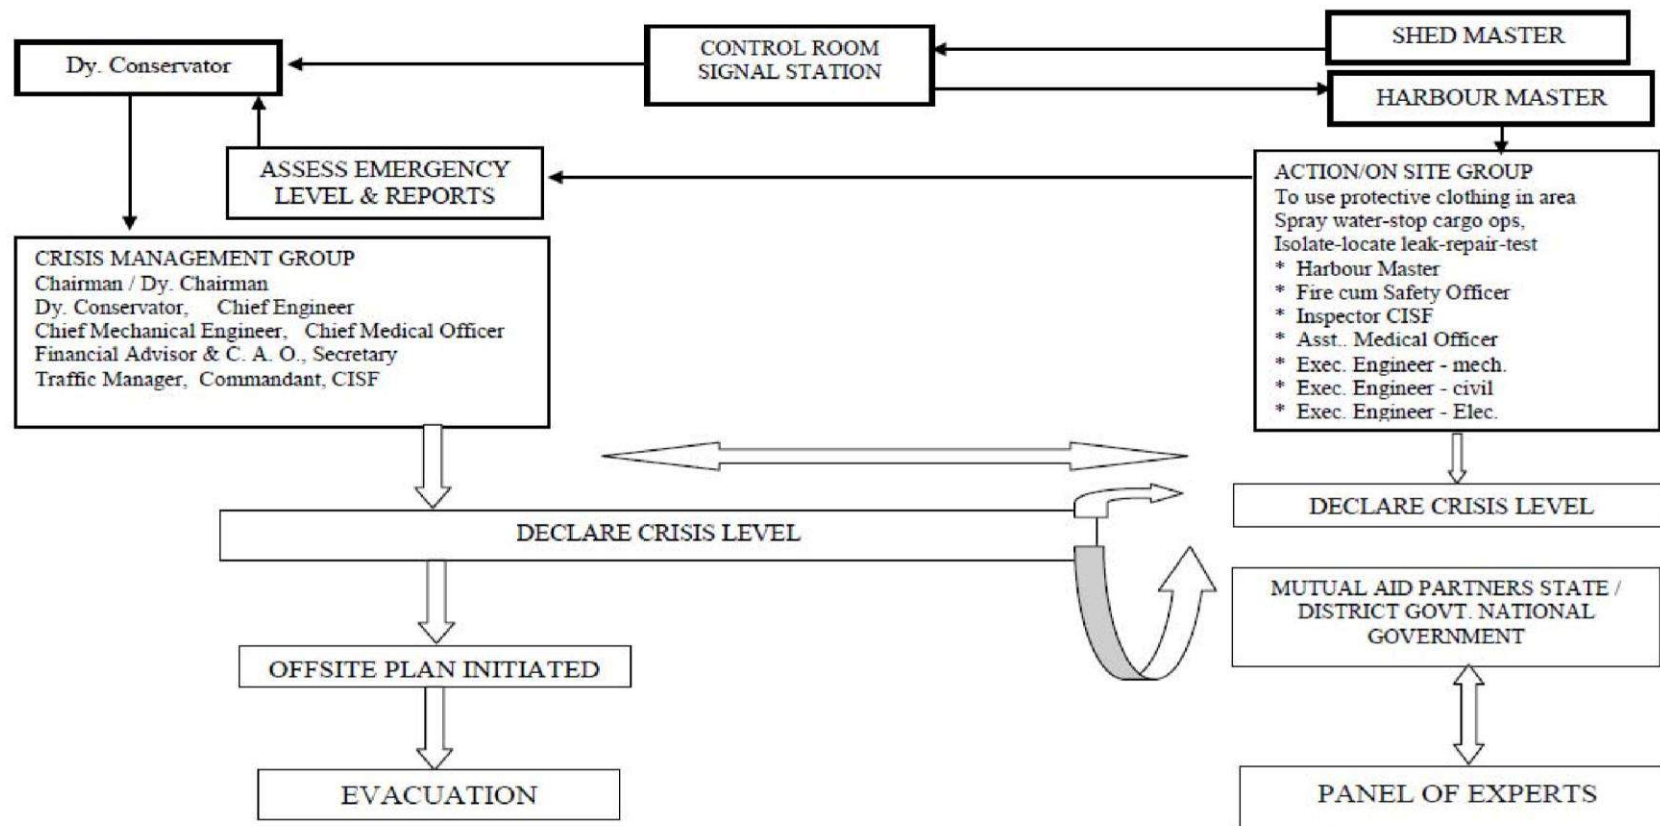 SHED MASTER
CONTROL ROOM
SIGNAL STATION
Dy. Conservator
HARBOUR MASTER
ASSESS EMERGENCY
LEVEL & REPORTS
ACTION/ON SITE GROUP
To use protective clothing in area
Spray water-stop cargo ops,
Isolate-locate leak-repair-test
* Harbour Master
* Fire cum Safety Officer
* Inspector CISF
* Asst.. Medical Officer
* Exec. Engineer - mech.
* Exec. Engineer - civil
* Exec. Engineer - Elec.
CRISIS MANAGEMENT GROUP
Chairman / Dy. Chairman
Dy. Conservator, Chief Engineer
Chief Mechanical Engineer, Chief Medical Officer
Financial Advisor & C. A. O., Secretary
Traffic Manager, Commandant, CISF
DECLARE CRISIS LEVEL
DECLARE CRISIS LEVEL
MUTUAL AID PARTNERS STATE /
DISTRICT GOVT. NATIONAL
GOVERNMENT
OFFSITE PLAN INITIATED
EVACUATION
PANEL OF EXPERTS